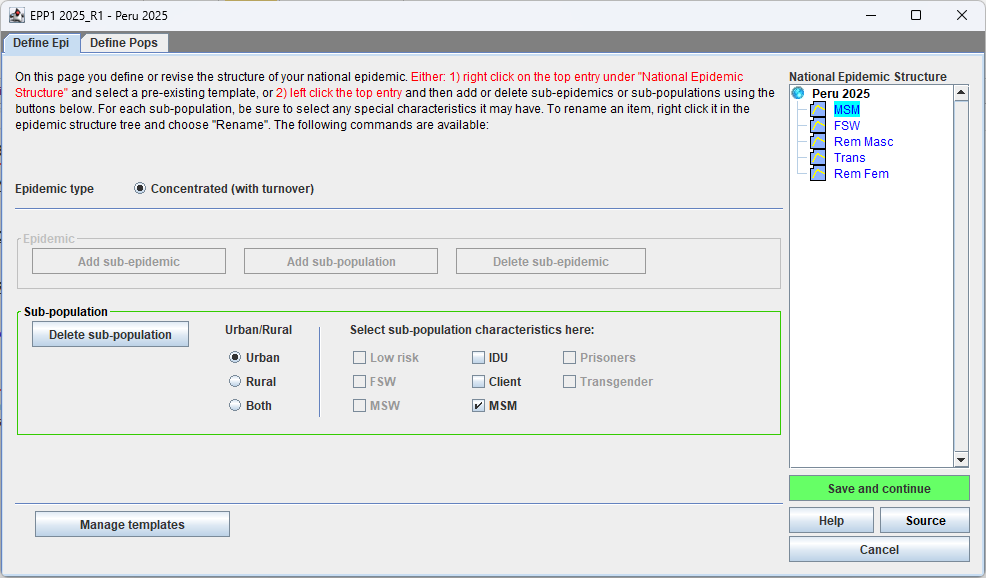 EPP1 2025_R1 - Peru 2025
Define Epi
Define Pops
On this page you define or revise the structure of your national epidemic. Either: 1) right click on the top entry under "National Epidemic
Structure" and select a pre-existing template, or 2) left click the top entry and then add or delete sub-epidemics or sub-populations using the
buttons below. For each sub-population, be sure to select any special characteristics it may have. To rename an item, right click it in the
epidemic structure tree and choose "Rename". The following commands are available:
Epidemic type
Concentrated (with turnover)
Epidemic
Add sub-epidemic
Add sub-population
Delete sub-epidemic
Sub-population
Delete sub-population
Urban/Rural
Urban
Rural
Both
Select sub-population characteristics here:
Low risk
IDU
Prisoners
FSW
Client
Transgender
MSW
MSM
Manage templates
National Epidemic Structure
Peru 2025
MSM
FSW
Rem Masc
Trans
Rem Fem
Save and continue
Help
Source
Cancel